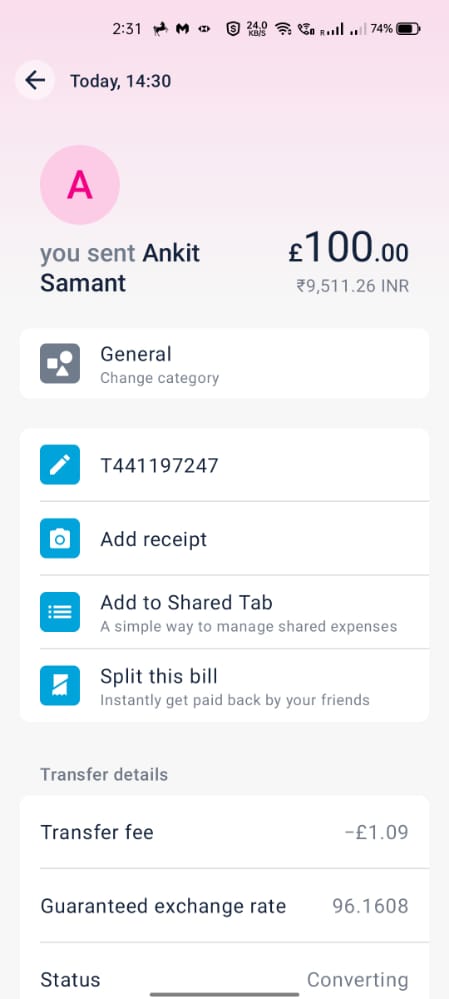 2:31 24.0 KB/S R 74%
Today, 14:30
A
you sent Ankit Samant
£100.00
₹9,511.26 INR
General
Change category
T441197247
Add receipt
Add to Shared Tab
A simple way to manage shared expenses
Split this bill
Instantly get paid back by your friends
Transfer details
Transfer fee −£1.09
Guaranteed exchange rate 96.1608
Status Converting